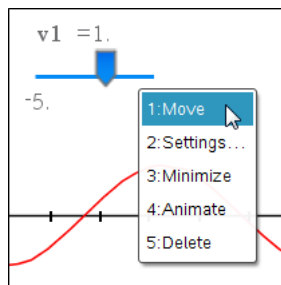 v1 =1.
-5.
1:Move
2:Settings...
3:Minimize
4:Animate
5:Delete